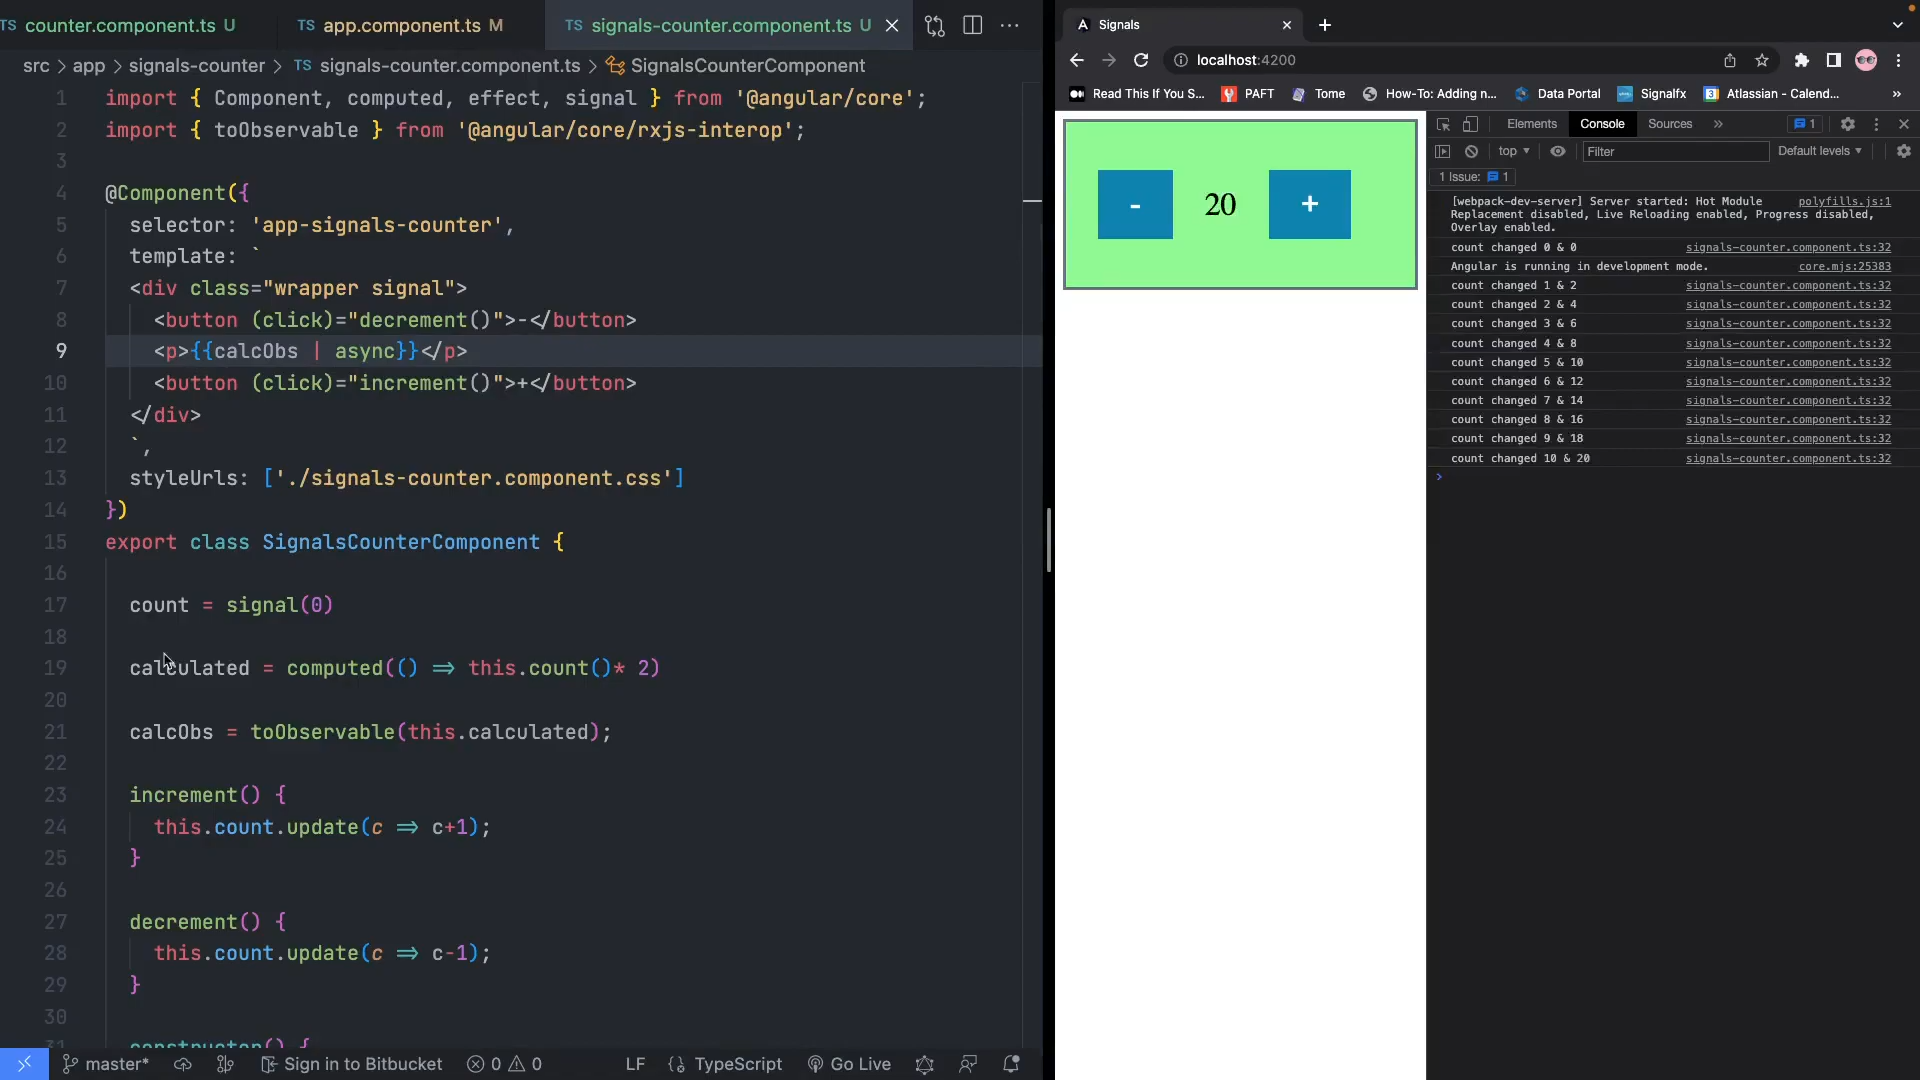 TS counter.component.ts U
TS app.component.ts M
TS signals-counter.component.ts U
src > app > signals-counter > TS signals-counter.component.ts > SignalsCounterComponent
1 import { Component, computed, effect, signal } from '@angular/core';
2 import { toObservable } from '@angular/core/rxjs-interop';
3
4 @Component({
5 selector: 'app-signals-counter',
6 template: `
7 <div class="wrapper signal">
8 <button (click)="decrement()">-</button>
9 <p>{{calcObs | async}}</p>
10 <button (click)="increment()">+</button>
11 </div>
12 `,
13 styleUrls: ['./signals-counter.component.css']
14 })
15 export class SignalsCounterComponent {
16
17 count = signal(0)
18
19 calculated = computed(() => this.count()* 2)
20
21 calcObs = toObservable(this.calculated);
22
23 increment() {
24 this.count.update(c => c+1);
25 }
26
27 decrement() {
28 this.count.update(c => c-1);
29 }
30
31 constructor() {
master* Sign in to Bitbucket 0 0 LF {} TypeScript Go Live
Signals
localhost:4200
Read This If You S... PAFT Tome How-To: Adding n... Data Portal Signalfx Atlassian - Calend... »
- 20 +
Elements Console Sources » 1
top Filter Default levels
1 Issue: 1
[webpack-dev-server] Server started: Hot Module polyfills.js:1
Replacement disabled, Live Reloading enabled, Progress disabled,
Overlay enabled.
count changed 0 & 0 signals-counter.component.ts:32
Angular is running in development mode. core.mjs:25383
count changed 1 & 2 signals-counter.component.ts:32
count changed 2 & 4 signals-counter.component.ts:32
count changed 3 & 6 signals-counter.component.ts:32
count changed 4 & 8 signals-counter.component.ts:32
count changed 5 & 10 signals-counter.component.ts:32
count changed 6 & 12 signals-counter.component.ts:32
count changed 7 & 14 signals-counter.component.ts:32
count changed 8 & 16 signals-counter.component.ts:32
count changed 9 & 18 signals-counter.component.ts:32
count changed 10 & 20 signals-counter.component.ts:32
>